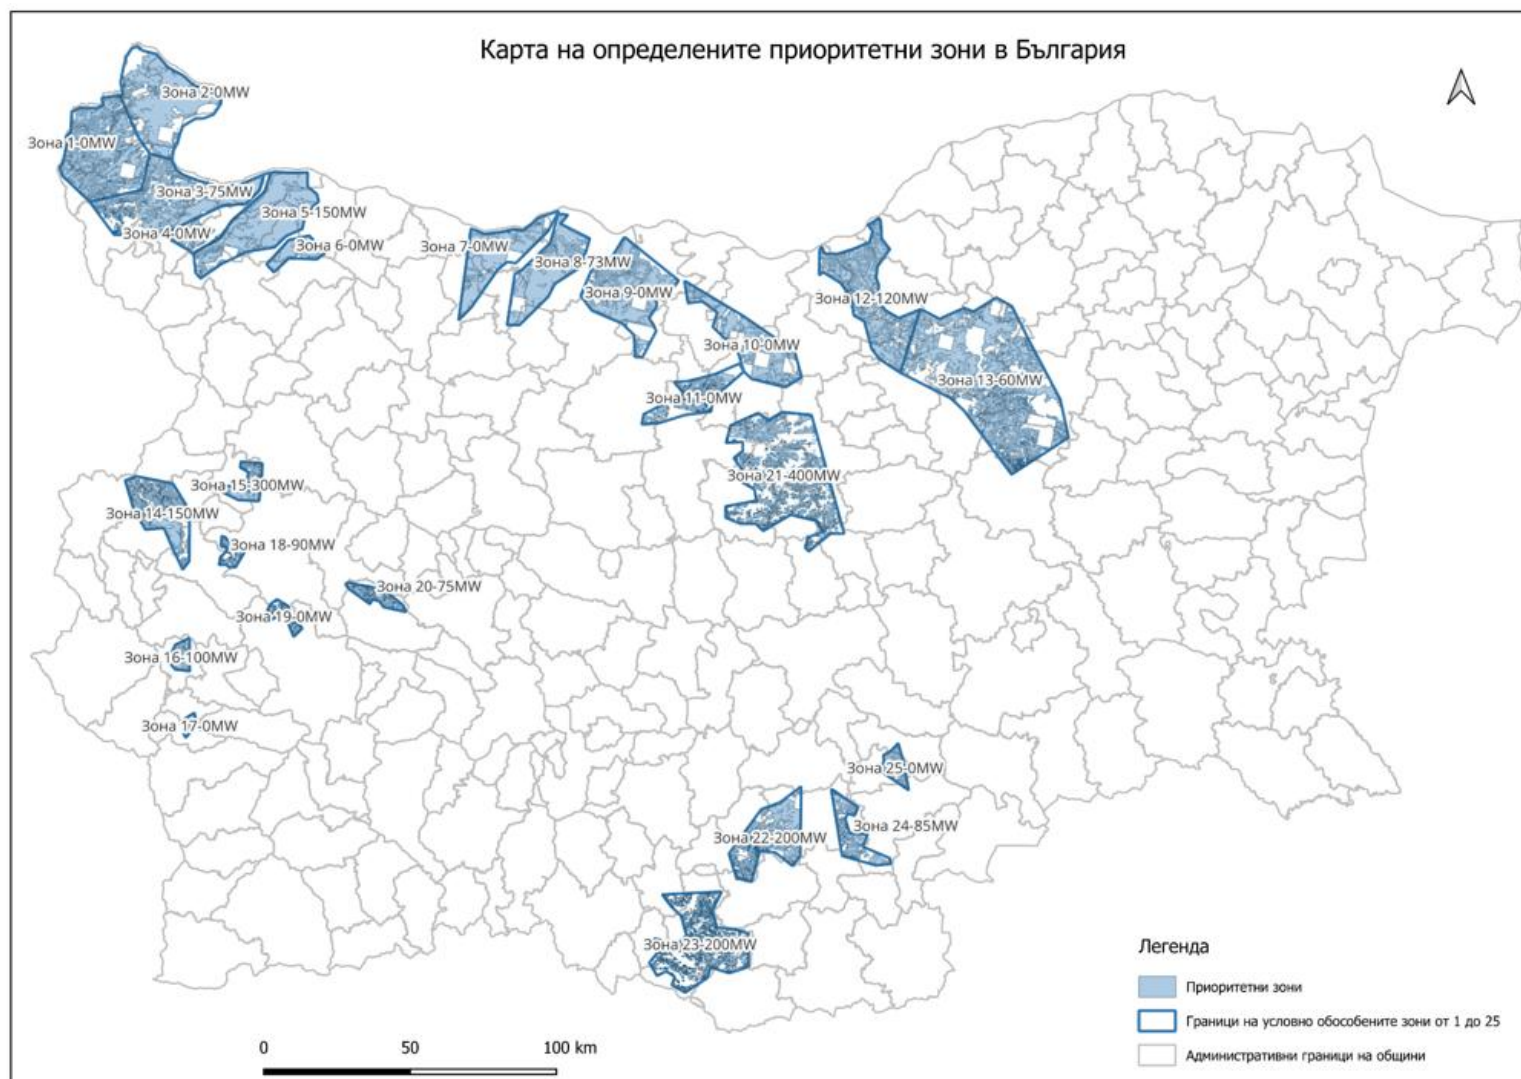 Карта на определените приоритетни зони в България
Зона 2-0MW
Зона 1-0MW
Зона 3-75MW
Зона 5-150MW
Зона 4-0MW
Зона 6-0MW
Зона 7-0MW
Зона 8-73MW
Зона 9-0MW
Зона 12-120MW
Зона 10-0MW
Зона 13-60MW
Зона 11-0MW
Зона 21-400MW
Зона 15-300MW
Зона 14-150MW
Зона 18-90MW
Зона 20-75MW
Зона 19-0MW
Зона 16-100MW
Зона 17-0MW
Зона 25-0MW
Зона 24-85MW
Зона 22-200MW
Зона 23-200MW
Легенда
Приоритетни зони
Граници на условно обособените зони от 1 до 25
Административни граници на общини
0 50 100 km